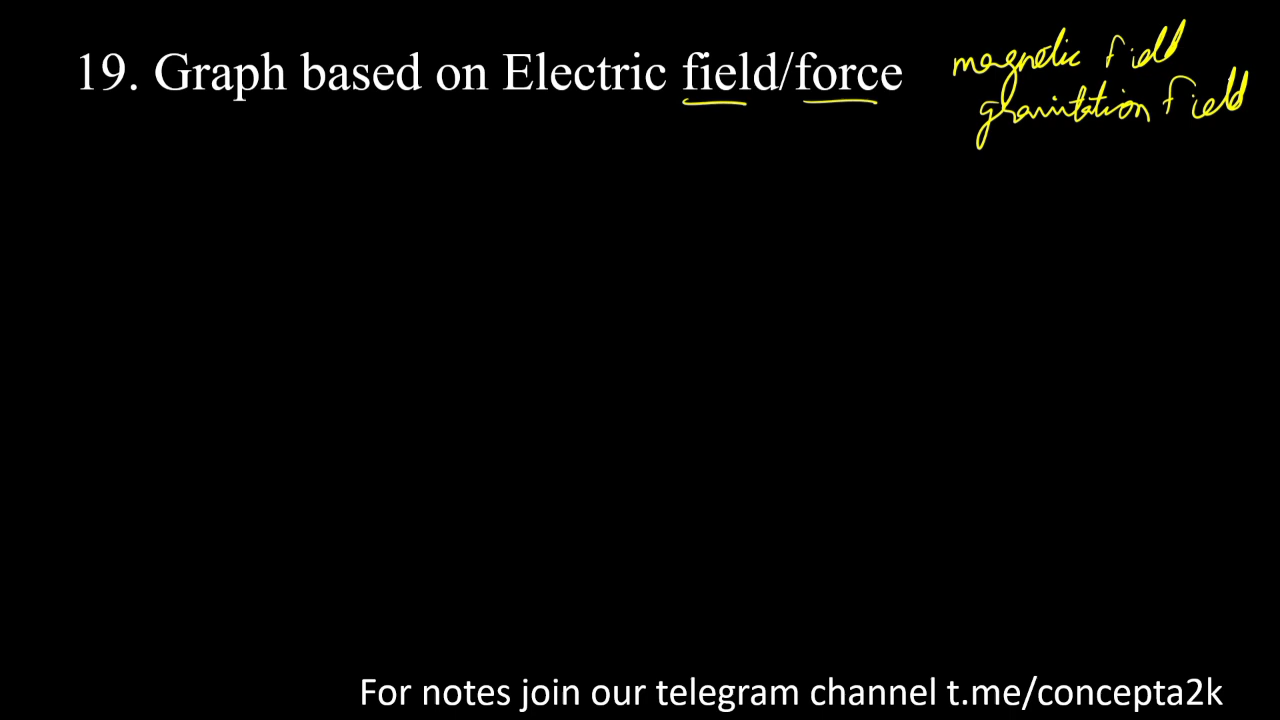 19. Graph based on Electric field/force
magnetic field
gravitation field
For notes join our telegram channel t.me/concepta2k